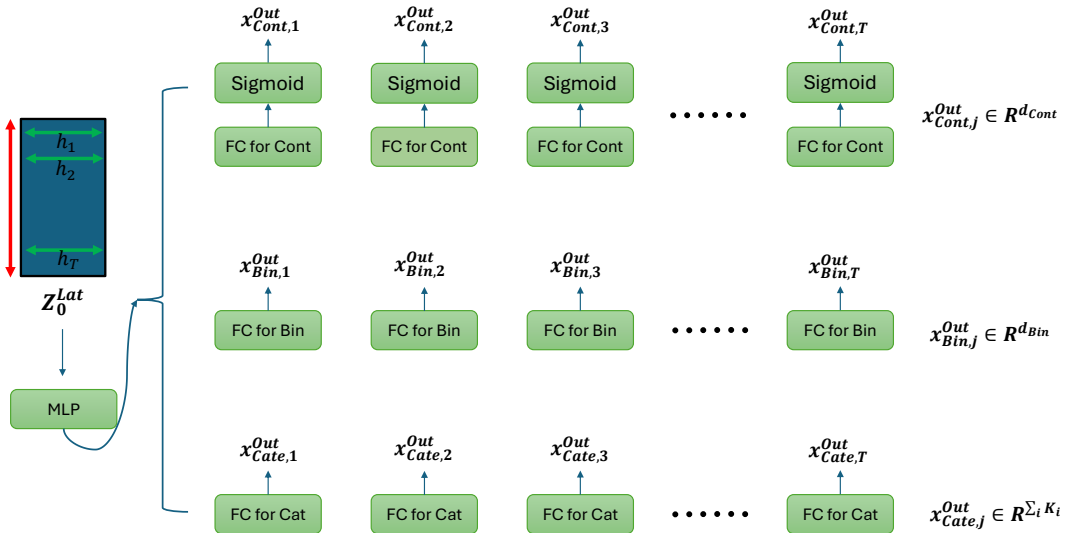 x^{Out}_{Cont,1} x^{Out}_{Cont,2} x^{Out}_{Cont,3} x^{Out}_{Cont,T}
Sigmoid Sigmoid Sigmoid Sigmoid
x^{Out}_{Cont,j} ∈ R^{d_{Cont}}
FC for Cont FC for Cont FC for Cont •••••• FC for Cont
h_1
h_2
h_T
Z^{Lat}_0
x^{Out}_{Bin,1} x^{Out}_{Bin,2} x^{Out}_{Bin,3} x^{Out}_{Bin,T}
FC for Bin FC for Bin FC for Bin •••••• FC for Bin
x^{Out}_{Bin,j} ∈ R^{d_{Bin}}
MLP
x^{Out}_{Cate,1} x^{Out}_{Cate,2} x^{Out}_{Cate,3} x^{Out}_{Cate,T}
FC for Cat FC for Cat FC for Cat •••••• FC for Cat
x^{Out}_{Cate,j} ∈ R^{∑_i K_i}